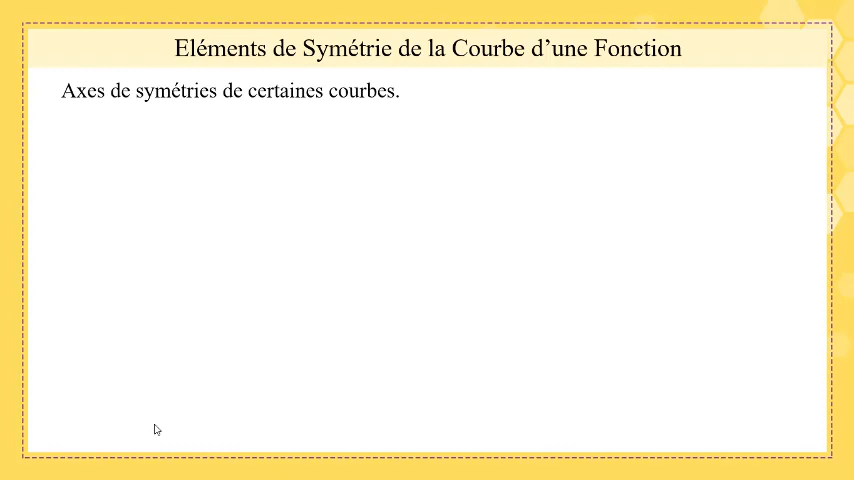 Eléments de Symétrie de la Courbe d’une Fonction
Axes de symétries de certaines courbes.